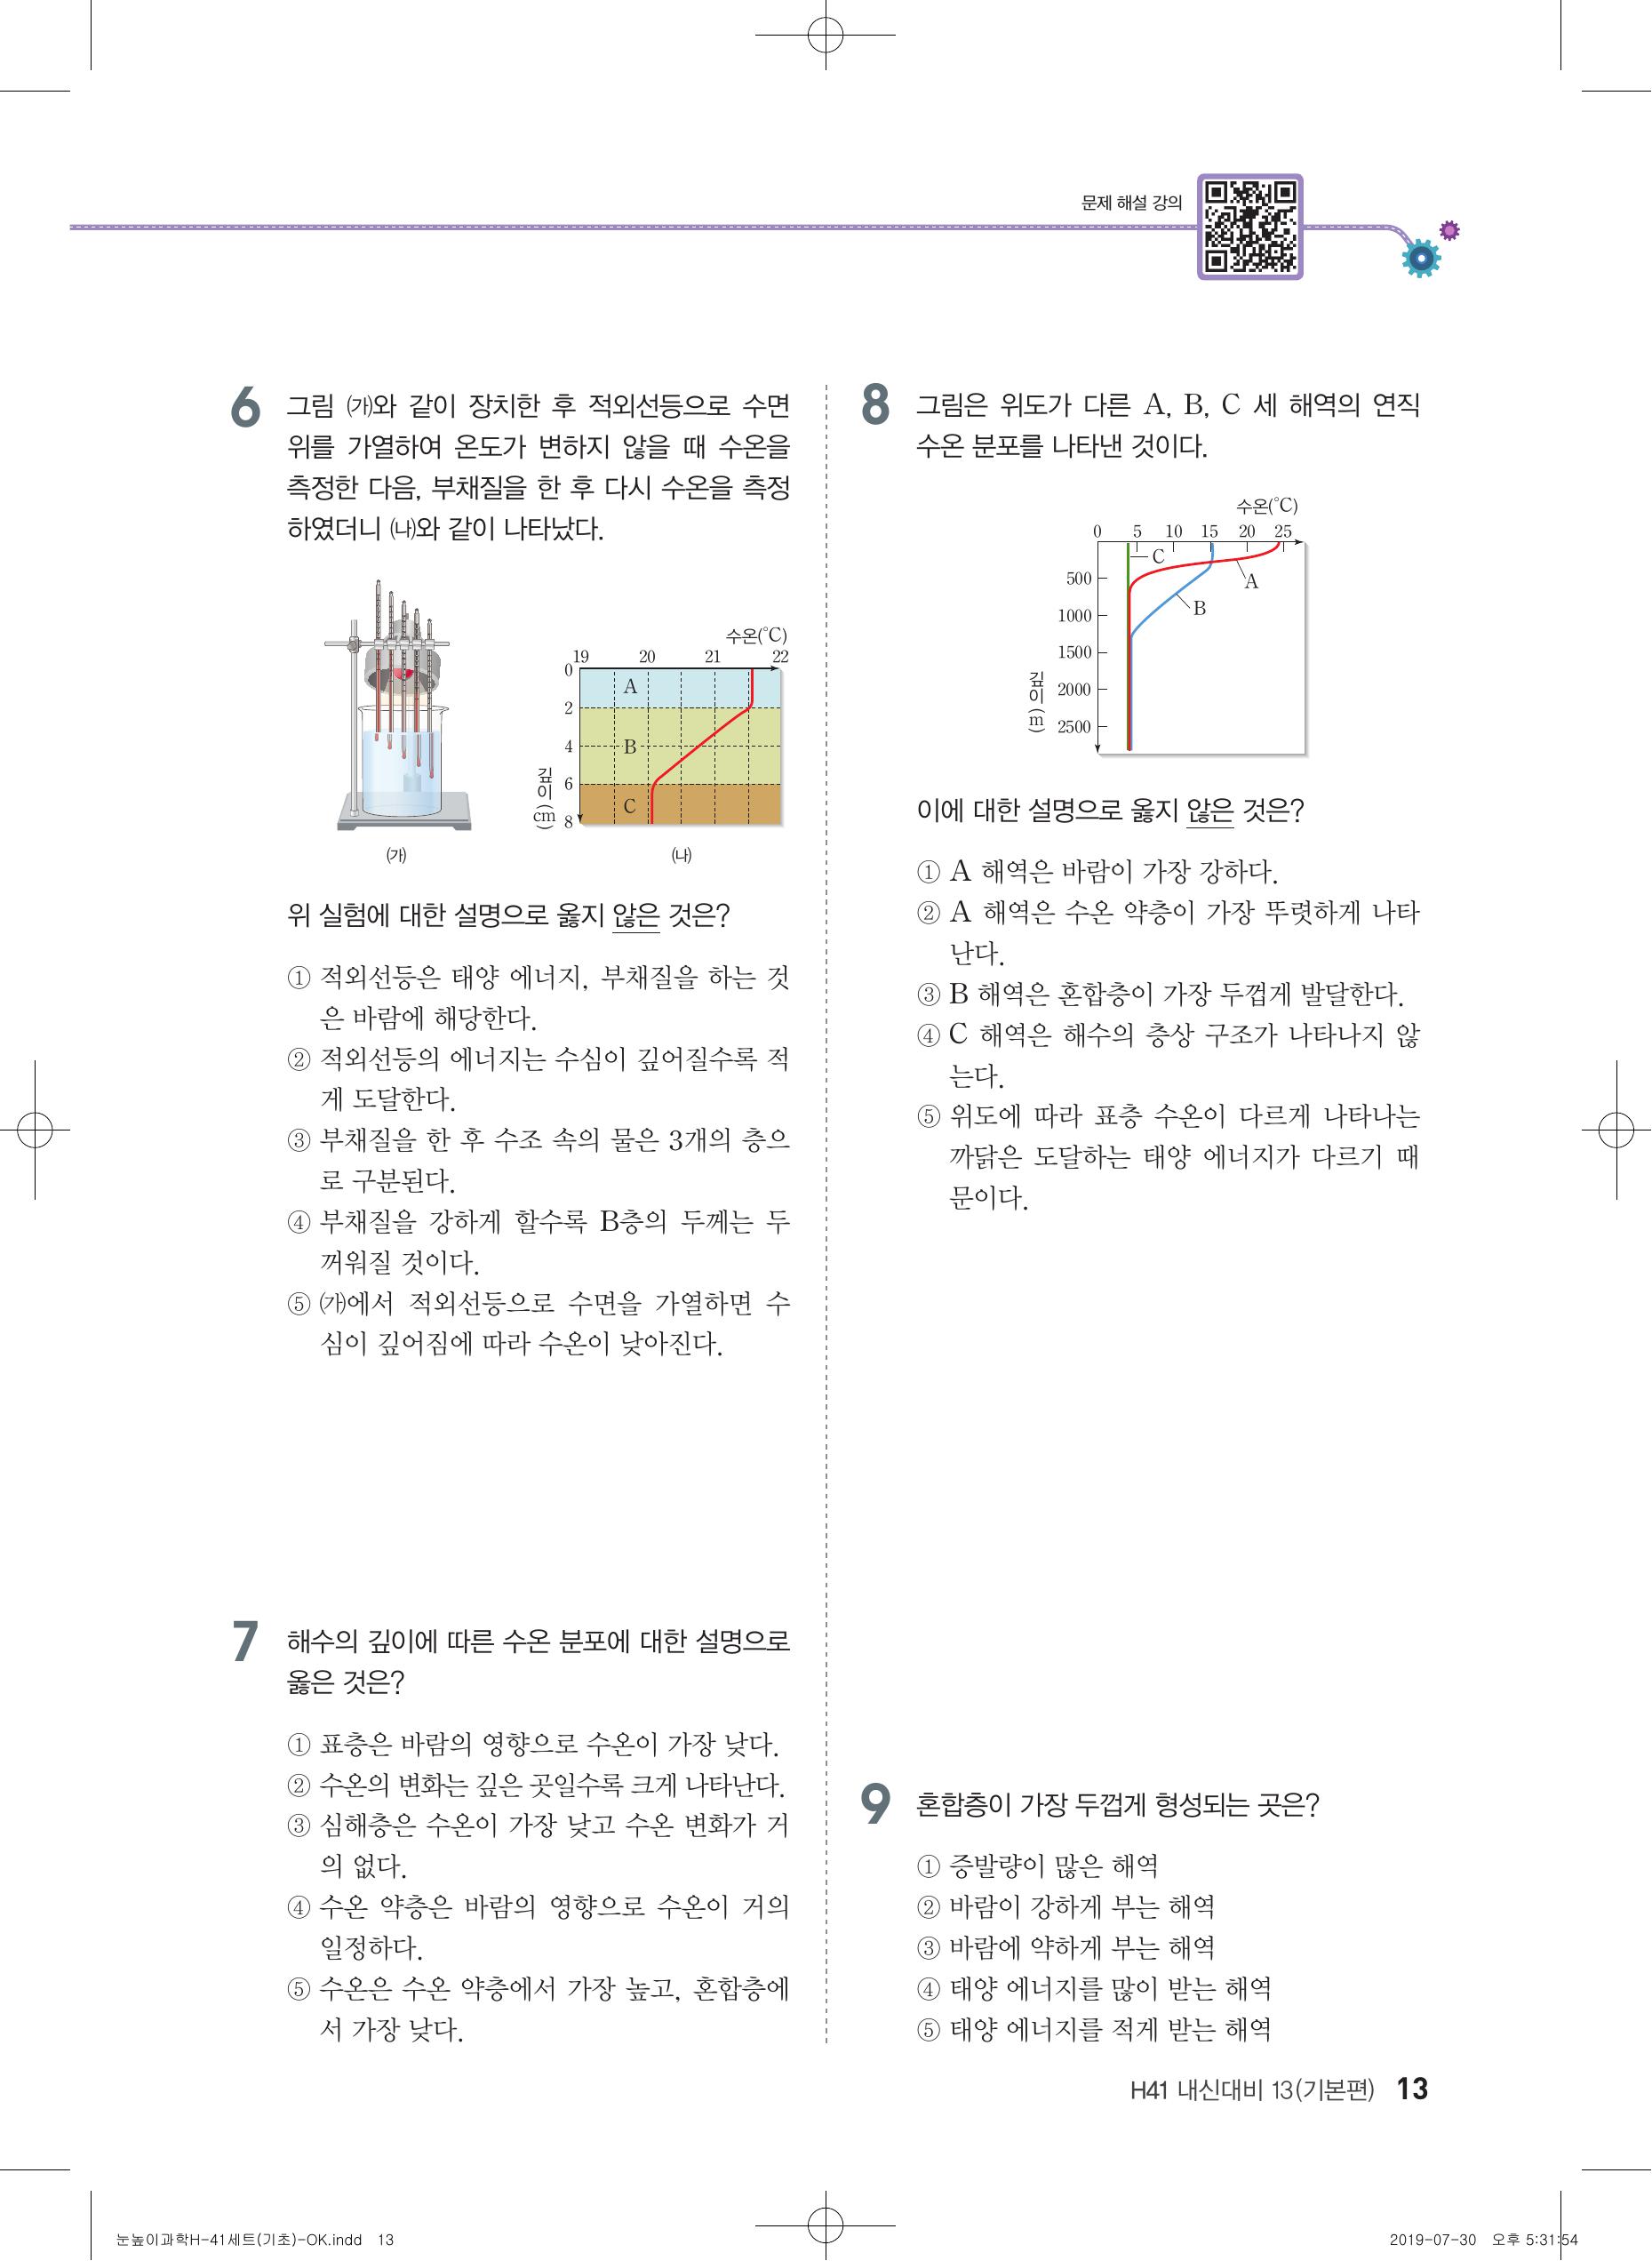 문제 해설 강의
6 그림 ㈎와 같이 장치한 후 적외선등으로 수면
위를 가열하여 온도가 변하지 않을 때 수온을
측정한 다음, 부채질을 한 후 다시 수온을 측정
하였더니 ㈏와 같이 나타났다.
수온(℃)
19 20 21 22
0
2
4
6
8
깊이(cm)
A
B
C
㈎ ㈏
위 실험에 대한 설명으로 옳지 않은 것은?
① 적외선등은 태양 에너지, 부채질을 하는 것
은 바람에 해당한다.
② 적외선등의 에너지는 수심이 깊어질수록 적
게 도달한다.
③ 부채질을 한 후 수조 속의 물은 3개의 층으
로 구분된다.
④ 부채질을 강하게 할수록 B층의 두께는 두
꺼워질 것이다.
⑤ ㈎에서 적외선등으로 수면을 가열하면 수
심이 깊어짐에 따라 수온이 낮아진다.
7 해수의 깊이에 따른 수온 분포에 대한 설명으로
옳은 것은?
① 표층은 바람의 영향으로 수온이 가장 낮다.
② 수온의 변화는 깊은 곳일수록 크게 나타난다.
③ 심해층은 수온이 가장 낮고 수온 변화가 거
의 없다.
④ 수온 약층은 바람의 영향으로 수온이 거의
일정하다.
⑤ 수온은 수온 약층에서 가장 높고, 혼합층에
서 가장 낮다.
8 그림은 위도가 다른 A, B, C 세 해역의 연직
수온 분포를 나타낸 것이다.
수온(℃)
0 5 10 15 20 25
500
1000
1500
2000
2500
깊이(m)
C
A
B
이에 대한 설명으로 옳지 않은 것은?
① A 해역은 바람이 가장 강하다.
② A 해역은 수온 약층이 가장 뚜렷하게 나타
난다.
③ B 해역은 혼합층이 가장 두껍게 발달한다.
④ C 해역은 해수의 층상 구조가 나타나지 않
는다.
⑤ 위도에 따라 표층 수온이 다르게 나타나는
까닭은 도달하는 태양 에너지가 다르기 때
문이다.
9 혼합층이 가장 두껍게 형성되는 곳은?
① 증발량이 많은 해역
② 바람이 강하게 부는 해역
③ 바람에 약하게 부는 해역
④ 태양 에너지를 많이 받는 해역
⑤ 태양 에너지를 적게 받는 해역
H41 내신대비 13(기본편) 13
눈높이과학H-41세트(기초)-OK.indd 13
2019-07-30 오후 5:31:54